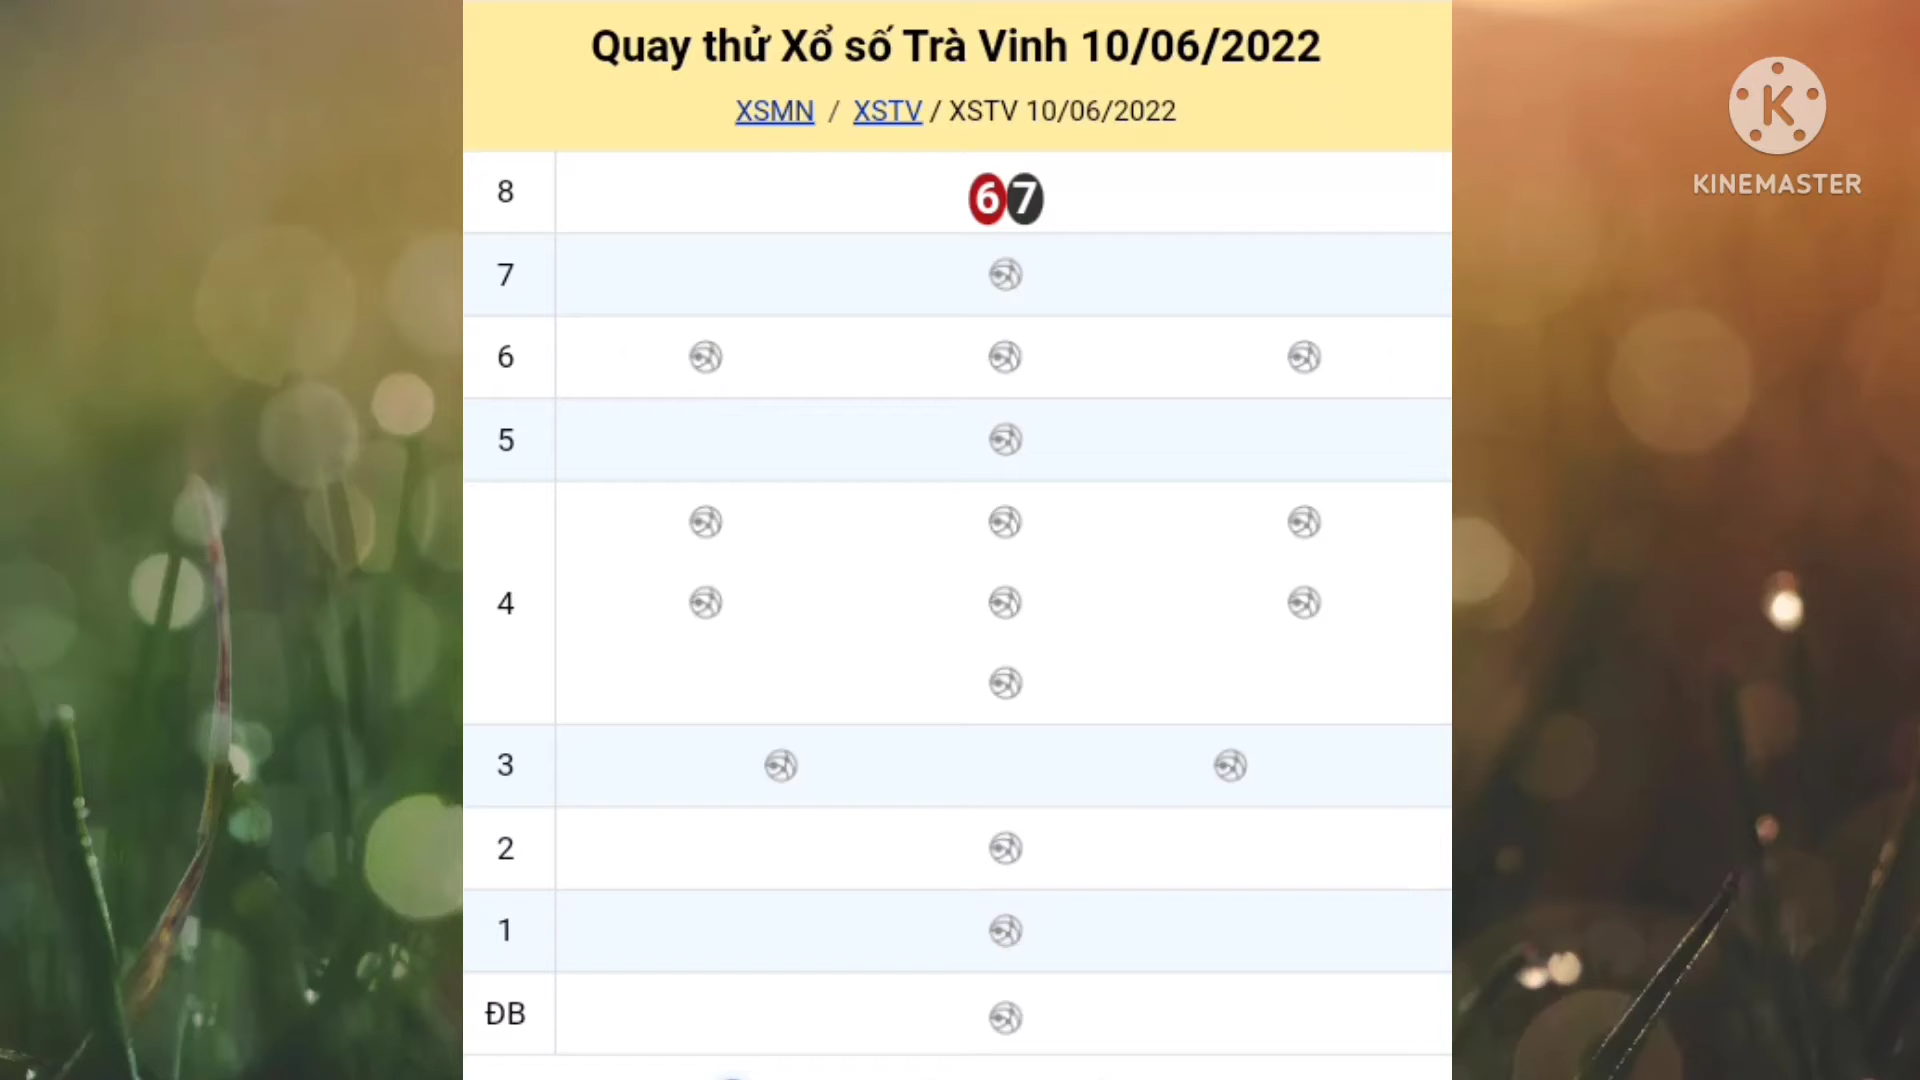 Quay thử Xổ số Trà Vinh 10/06/2022
XSMN / XSTV / XSTV 10/06/2022
KINEMASTER
8
67
7
6
5
4
3
2
1
ĐB